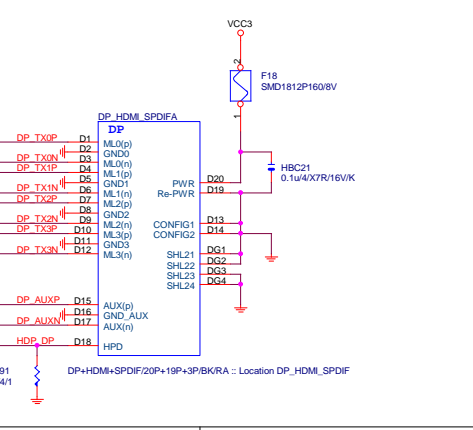 VCC3
2
F18
SMD1812P160/8V
1
DP_HDMI_SPDIFA
DP
HBC21
0.1u/4/X7R/16V/K
DP_TX0P D1 ML0(p)
D2 GND0
DP_TX0N D3 ML0(n)
DP_TX1P D4 ML1(p)
D5 GND1
DP_TX1N D6 ML1(n)
DP_TX2P D7 ML2(p)
D8 GND2
DP_TX2N D9 ML2(n)
DP_TX3P D10 ML3(p)
D11 GND3
DP_TX3N D12 ML3(n)
PWR D20
Re-PWR D19
CONFIG1 D13
CONFIG2 D14
SHL21 DG1
SHL22 DG2
SHL23 DG3
SHL24 DG4
DP_AUXP D15 AUX(p)
D16 GND_AUX
DP_AUXN D17 AUX(n)
HDP_DP D18 HPD
91
4/1
DP+HDMI+SPDIF/20P+19P+3P/BK/RA :: Location DP_HDMI_SPDIF